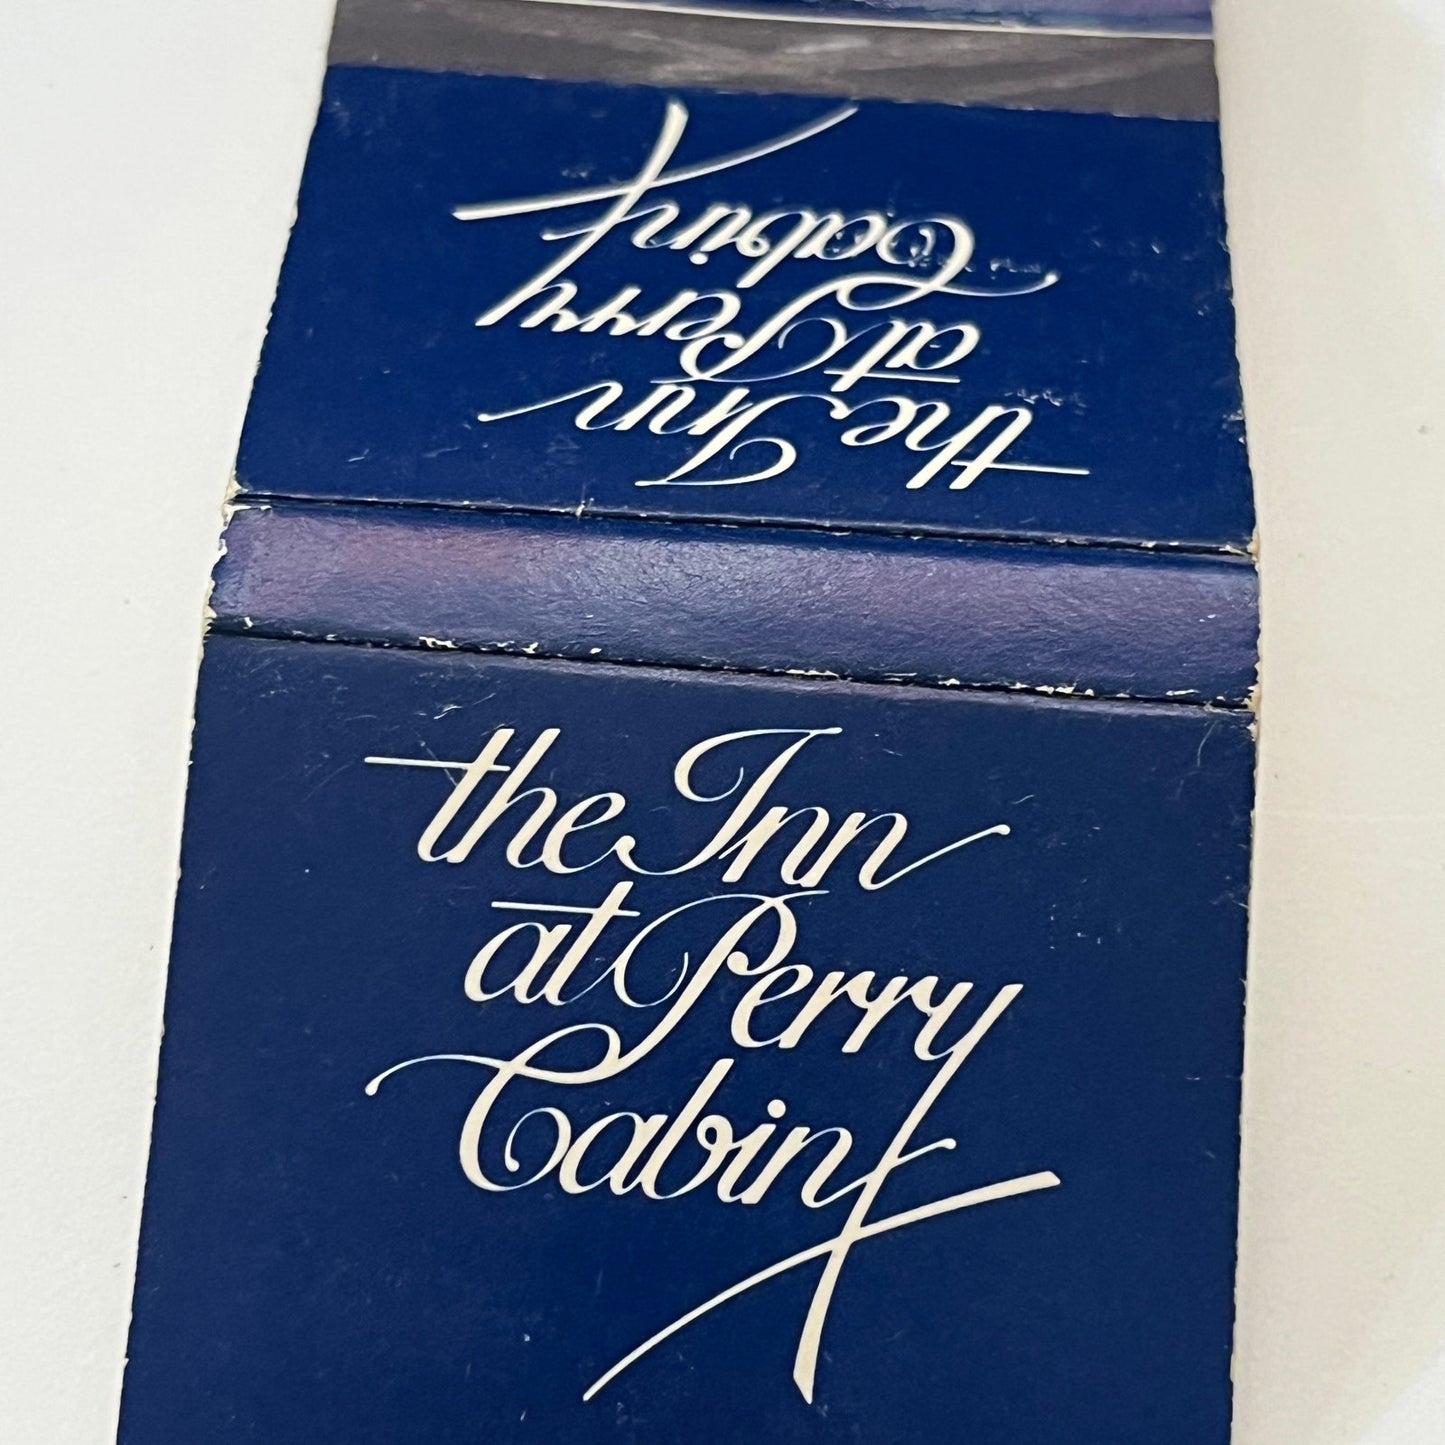 the Inn
at Perry
Cabin
the Inn
at Perry
Cabin